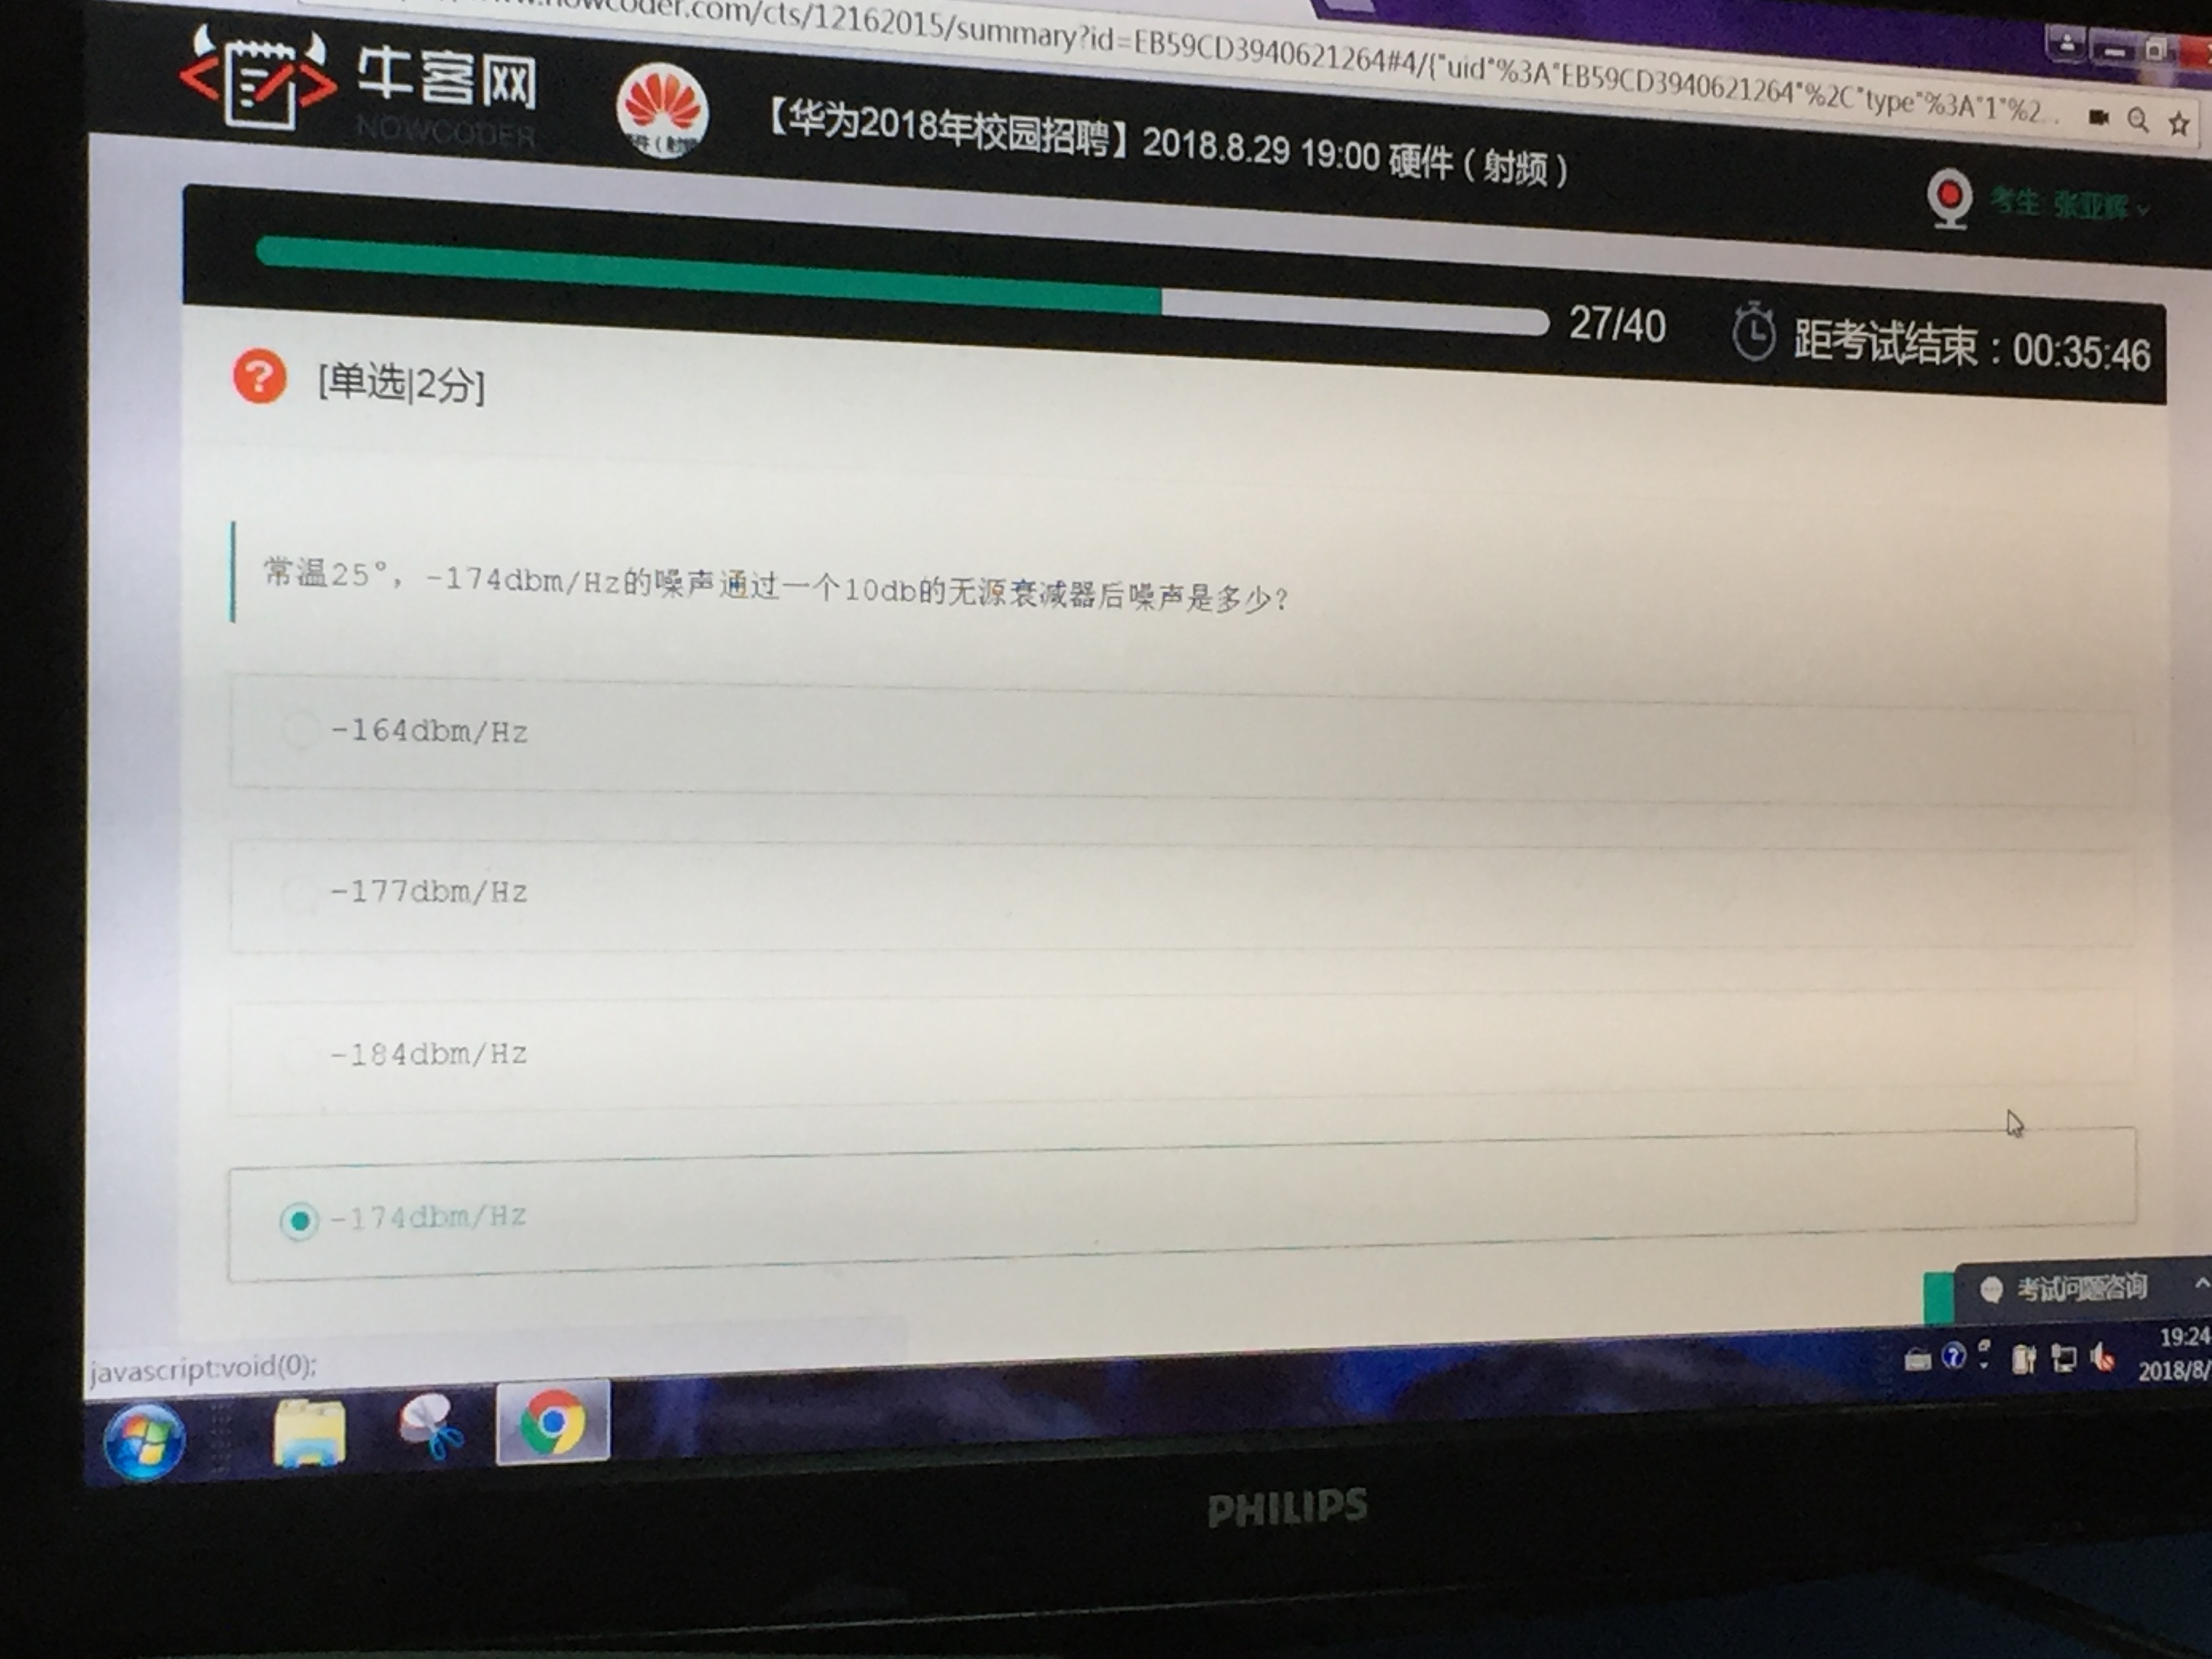 coder.com/cts/12162015/summary?id=EB59CD3940621264#4/{"uid"%3A"EB59CD3940621264"%2C"type"%3A"1"%2...
牛客网
NOWCODER
【华为2018年校园招聘】2018.8.29 19:00 硬件（射频）
考生 张亚辉
27/40
距考试结束：00:35:46
[单选|2分]
常温25°，-174dbm/Hz的噪声通过一个10db的无源衰减器后噪声是多少？
-164dbm/Hz
-177dbm/Hz
-184dbm/Hz
-174dbm/Hz
考试问题咨询
javascript:void(0);
19:24
2018/8/
PHILIPS